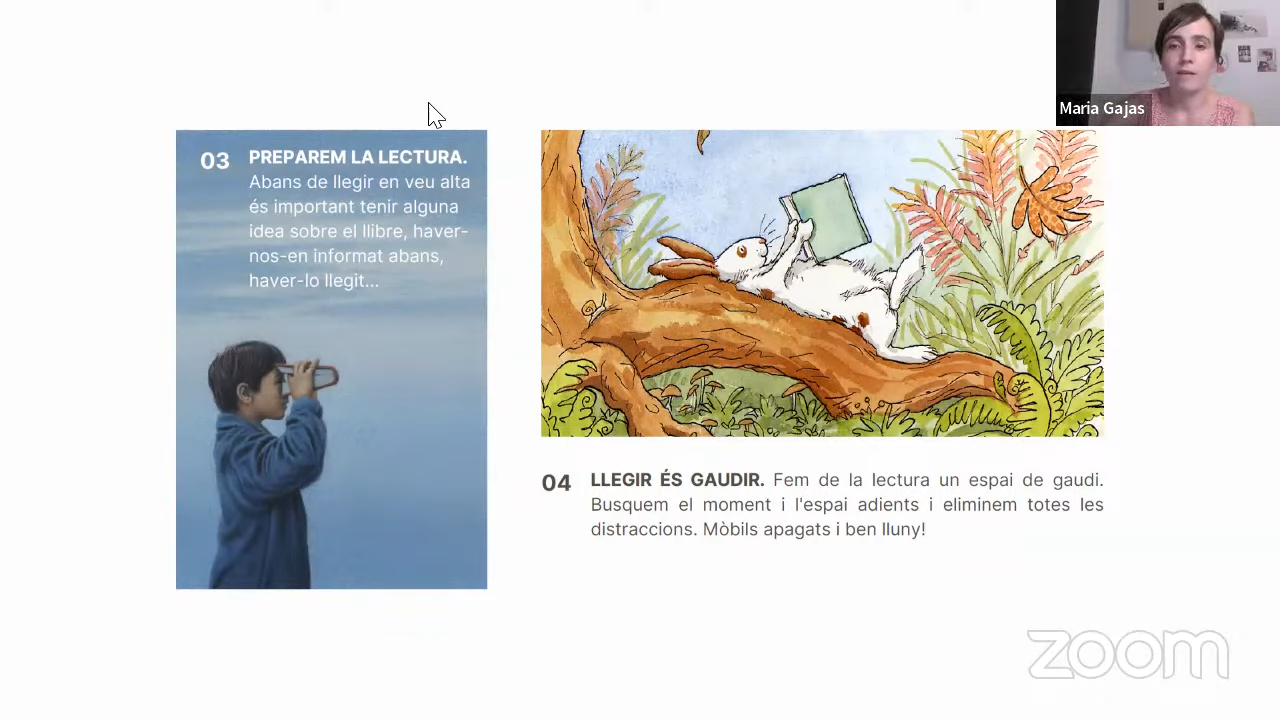 Maria Gajas
03 PREPAREM LA LECTURA.
Abans de llegir en veu alta
és important tenir alguna
idea sobre el llibre, haver-
nos-en informat abans,
haver-lo llegit...
04 LLEGIR ÉS GAUDIR. Fem de la lectura un espai de gaudi.
Busquem el moment i l'espai adients i eliminem totes les
distraccions. Mòbils apagats i ben lluny!
zoom